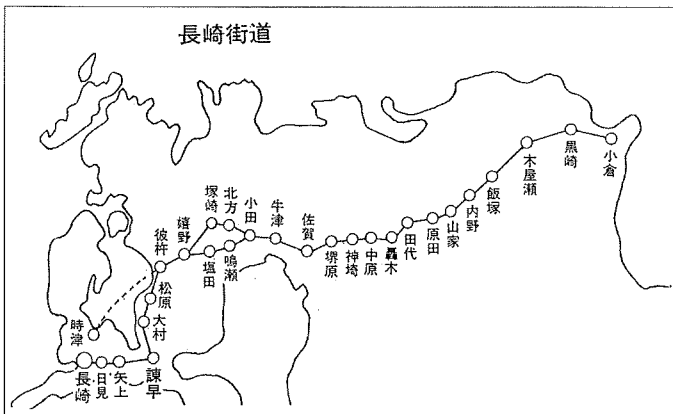 長崎街道
小倉
黒崎
木屋瀬
飯塚
内野
山家
原田
田代
轟木
中原
神埼
堺原
佐賀
牛津
小田
北方
塚崎
鳴瀬
塩田
嬉野
彼杵
松原
大村
諫早
矢上
日見
長崎
時津